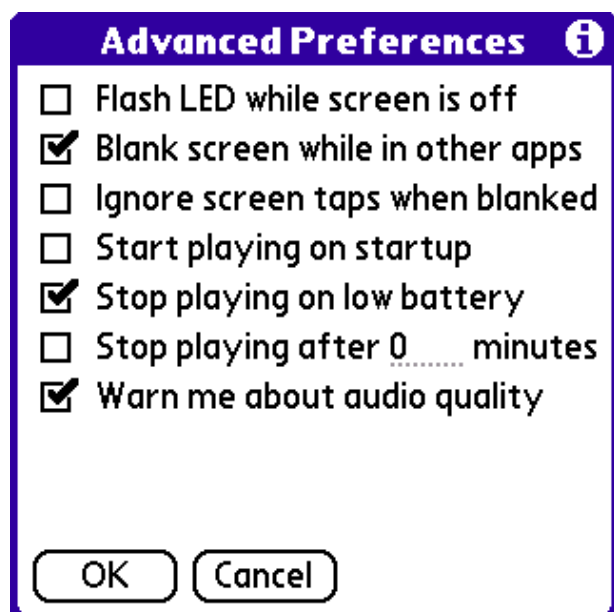 Advanced Preferences i
Flash LED while screen is off
Blank screen while in other apps
Ignore screen taps when blanked
Start playing on startup
Stop playing on low battery
Stop playing after 0 minutes
Warn me about audio quality
OK Cancel